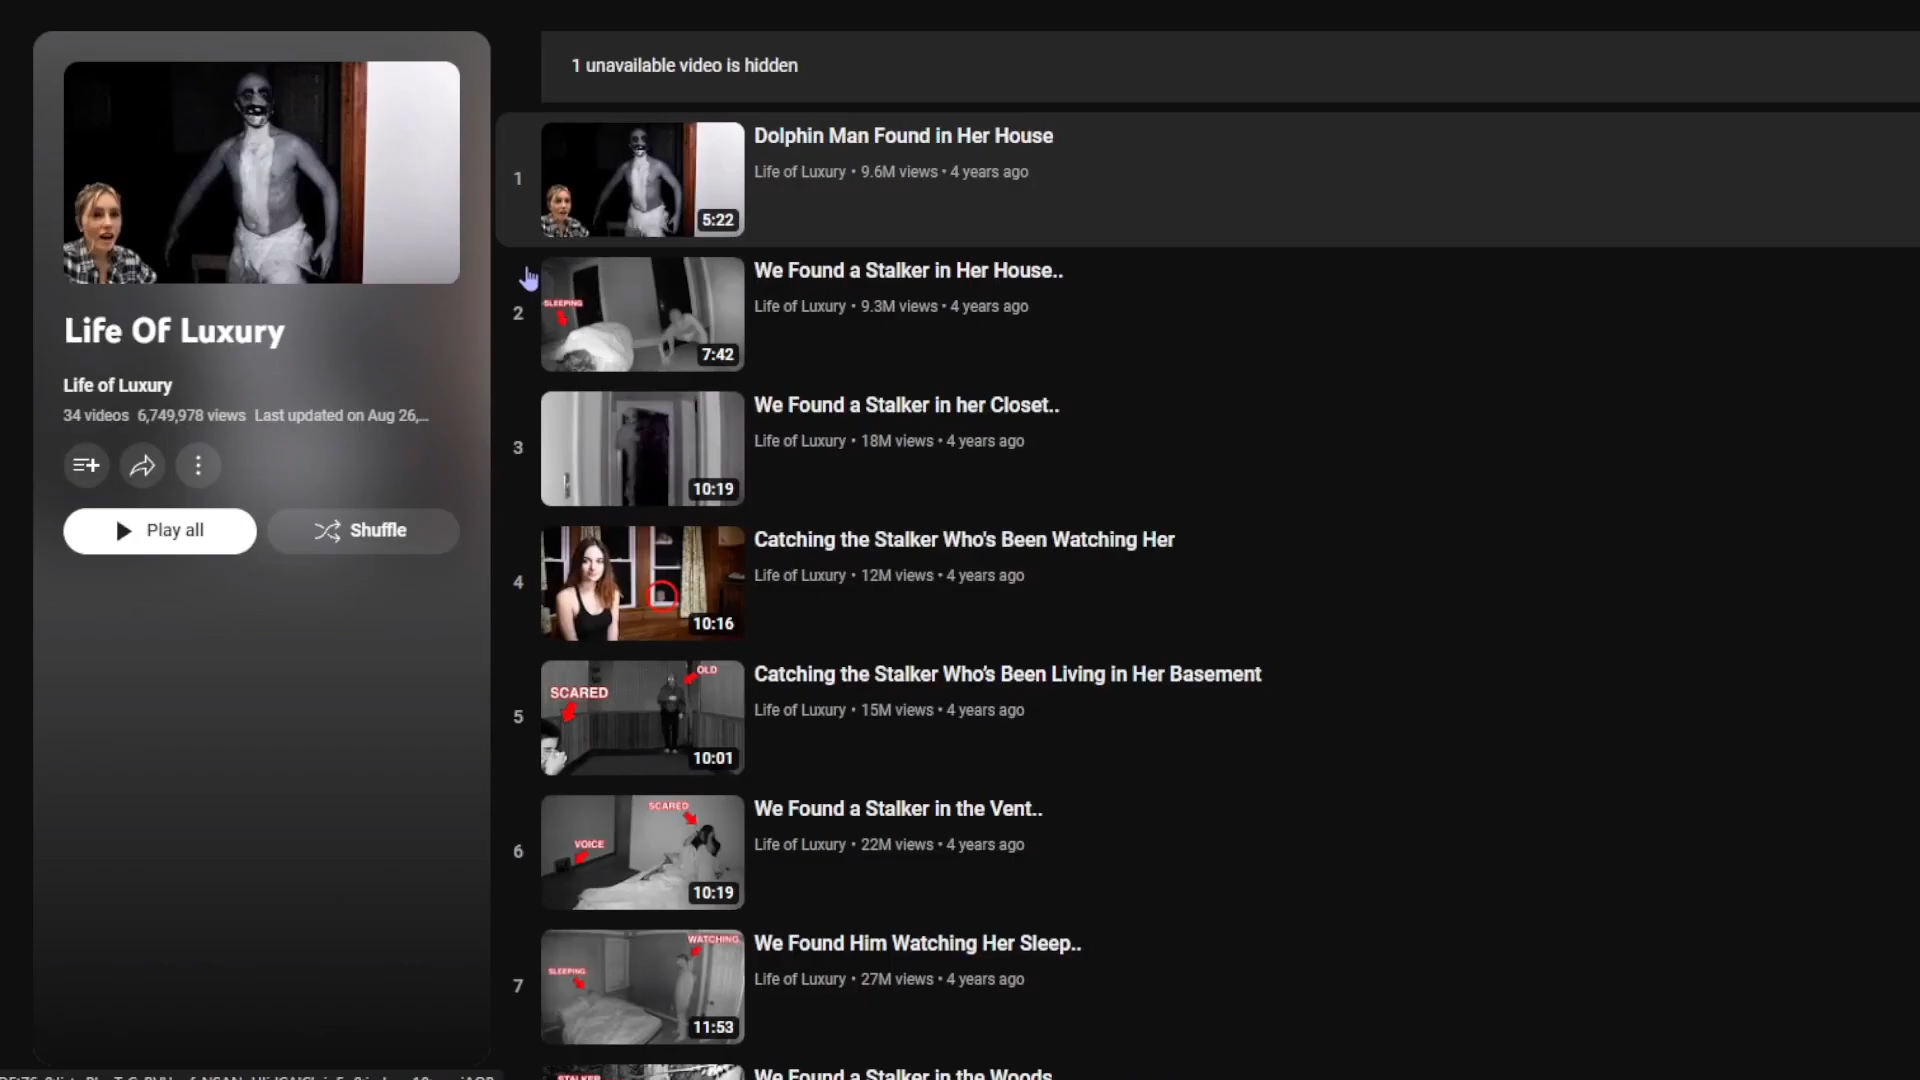 1 unavailable video is hidden
Life Of Luxury
Life of Luxury
34 videos 6,749,978 views Last updated on Aug 26,...
Play all
Shuffle
1
5:22
Dolphin Man Found in Her House
Life of Luxury • 9.6M views • 4 years ago
2
SLEEPING
7:42
We Found a Stalker in Her House..
Life of Luxury • 9.3M views • 4 years ago
3
10:19
We Found a Stalker in her Closet..
Life of Luxury • 18M views • 4 years ago
4
10:16
Catching the Stalker Who's Been Watching Her
Life of Luxury • 12M views • 4 years ago
5
SCARED
OLD
10:01
Catching the Stalker Who's Been Living in Her Basement
Life of Luxury • 15M views • 4 years ago
6
SCARED
VOICE
10:19
We Found a Stalker in the Vent..
Life of Luxury • 22M views • 4 years ago
7
WATCHING
SLEEPING
11:53
We Found Him Watching Her Sleep..
Life of Luxury • 27M views • 4 years ago
STALKER
We Found a Stalker in the Woods